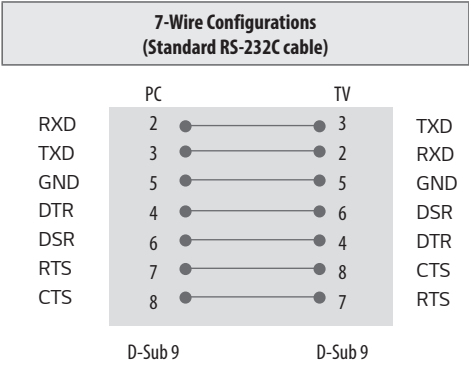 7-Wire Configurations
(Standard RS-232C cable)
PC TV
RXD 2 3 TXD
TXD 3 2 RXD
GND 5 5 GND
DTR 4 6 DSR
DSR 6 4 DTR
RTS 7 8 CTS
CTS 8 7 RTS
D-Sub 9 D-Sub 9